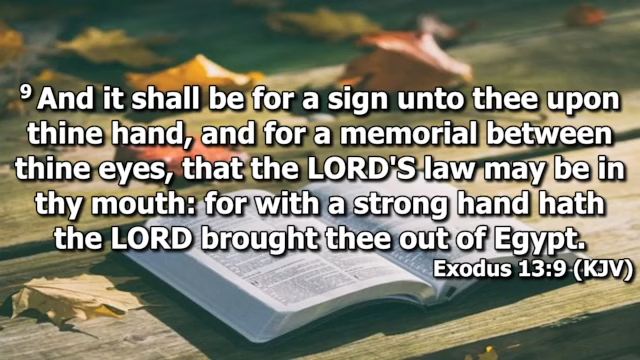 9 And it shall be for a sign unto thee upon
thine hand, and for a memorial between
thine eyes, that the LORD'S law may be in
thy mouth: for with a strong hand hath
the LORD brought thee out of Egypt.
Exodus 13:9 (KJV)